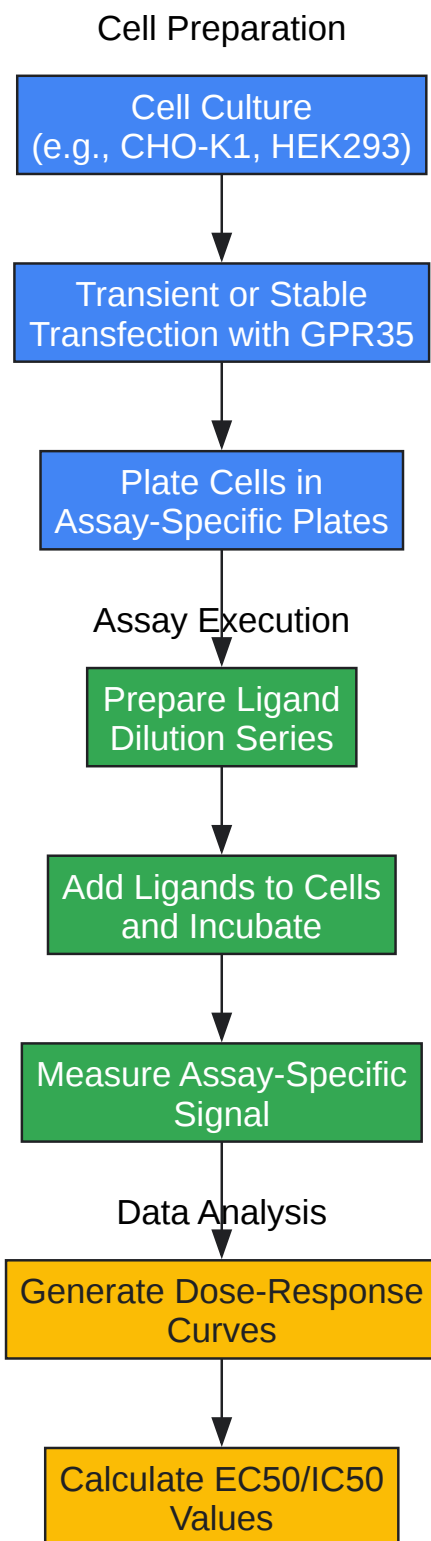 Cell Preparation
Cell Culture
(e.g., CHO-K1, HEK293)
Transient or Stable
Transfection with GPR35
Plate Cells in
Assay-Specific Plates
Assay Execution
Prepare Ligand
Dilution Series
Add Ligands to Cells
and Incubate
Measure Assay-Specific
Signal
Data Analysis
Generate Dose-Response
Curves
Calculate EC50/IC50
Values